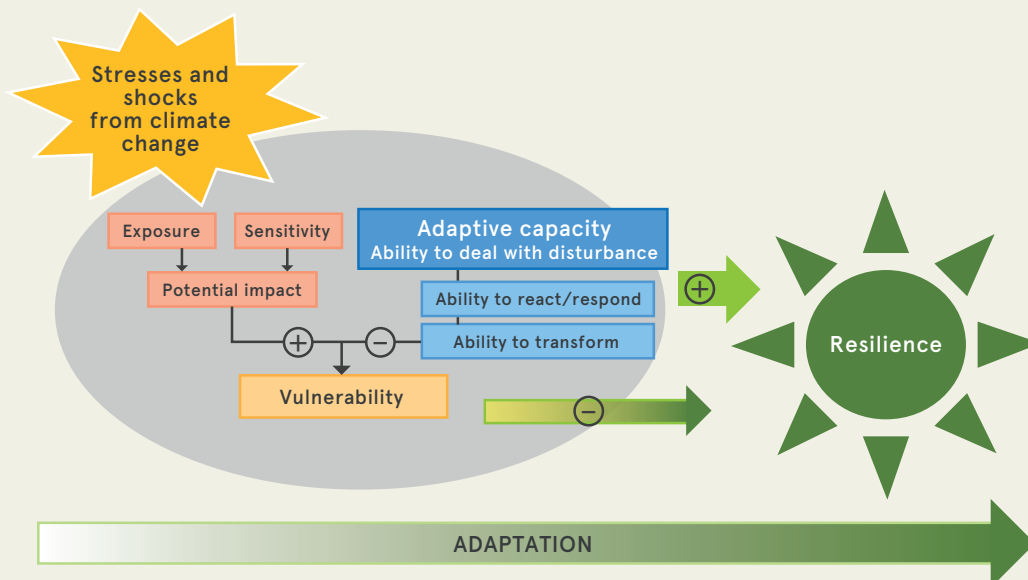 Stresses and
shocks
from climate
change
Exposure
Sensitivity
Potential impact
Adaptive capacity
Ability to deal with disturbance
Ability to react/respond
Ability to transform
+
−
Vulnerability
+
−
Resilience
ADAPTATION